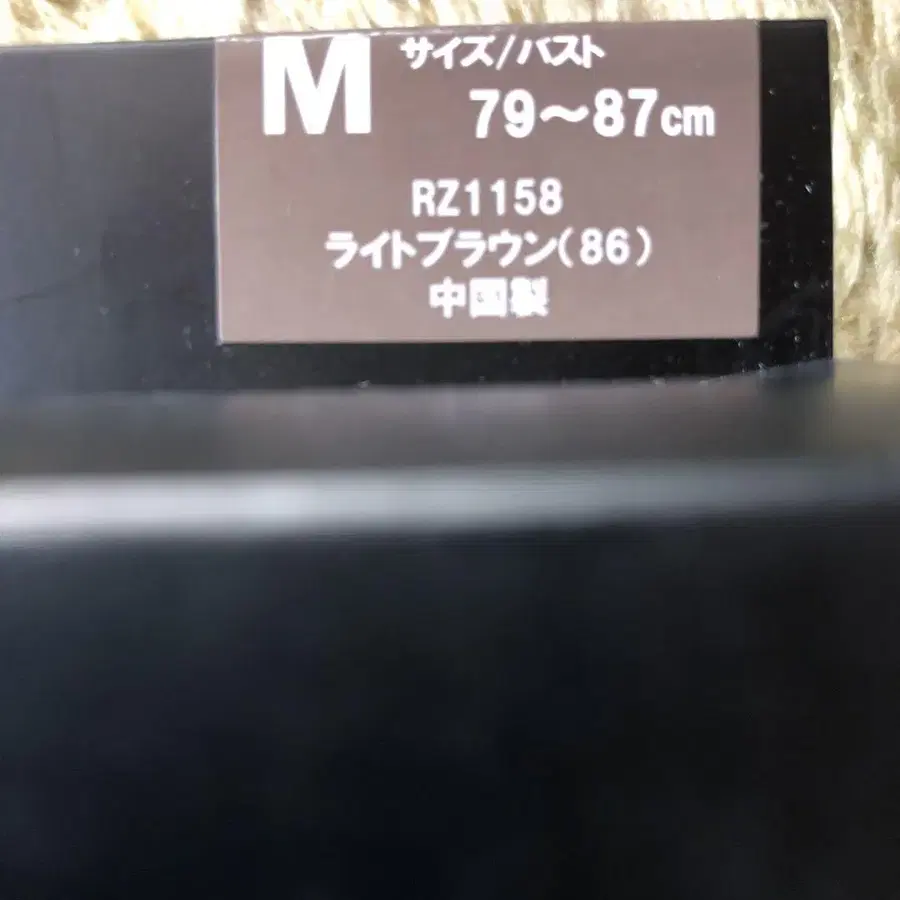 M サイズ/バスト
79～87cm
RZ1158
ライトブラウン(86)
中国製